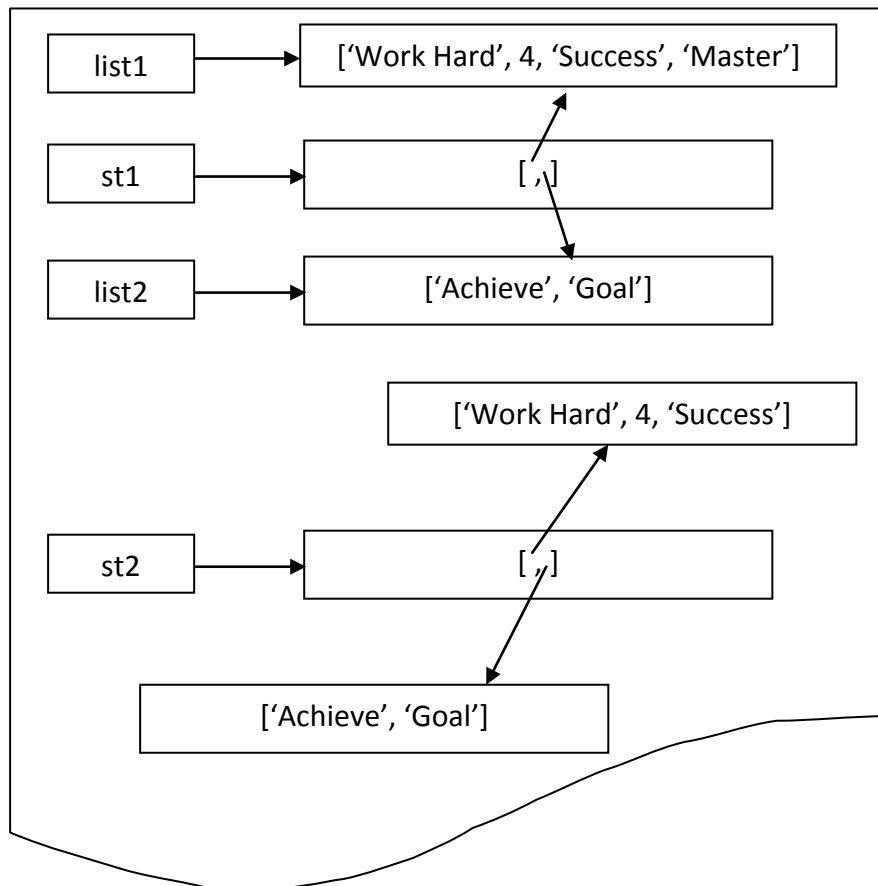 list1 [‘Work Hard’, 4, ‘Success’, ‘Master’]
st1 [ , ]
list2 [‘Achieve’, ‘Goal’]
[‘Work Hard’, 4, ‘Success’]
st2 [ , ]
[‘Achieve’, ‘Goal’]